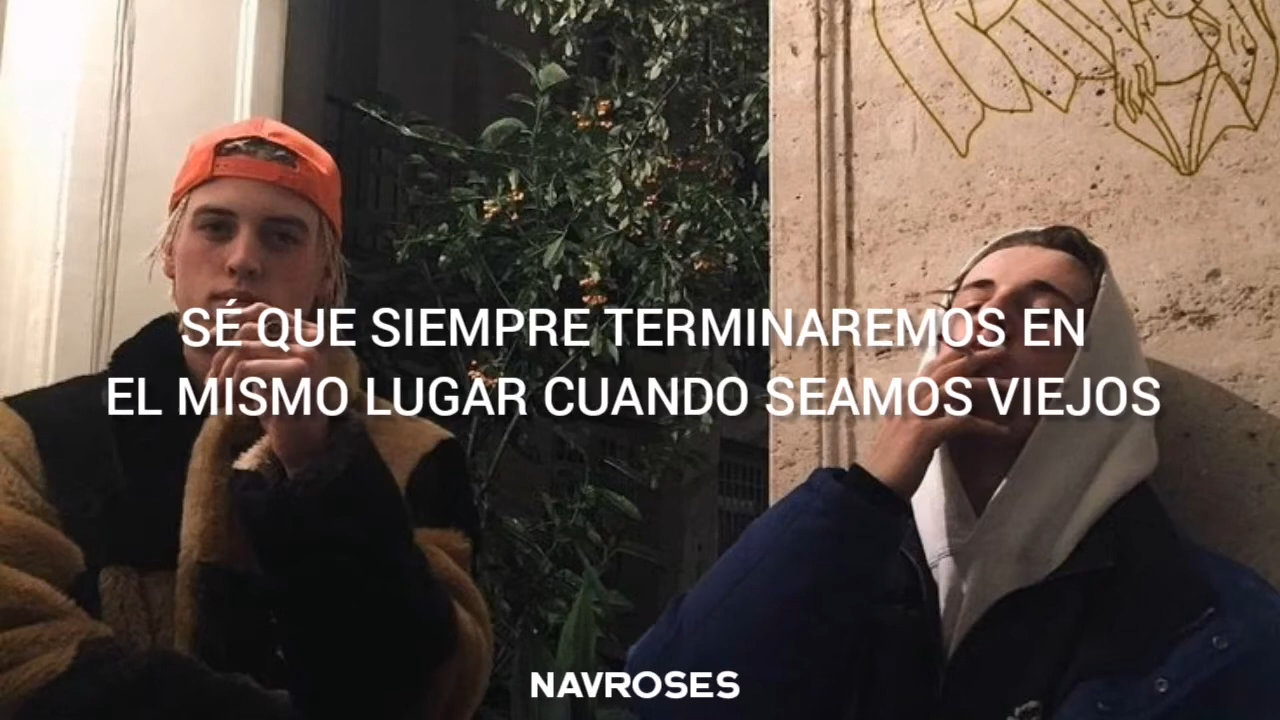 SÉ QUE SIEMPRE TERMINAREMOS EN
EL MISMO LUGAR CUANDO SEAMOS VIEJOS
NAVROSES